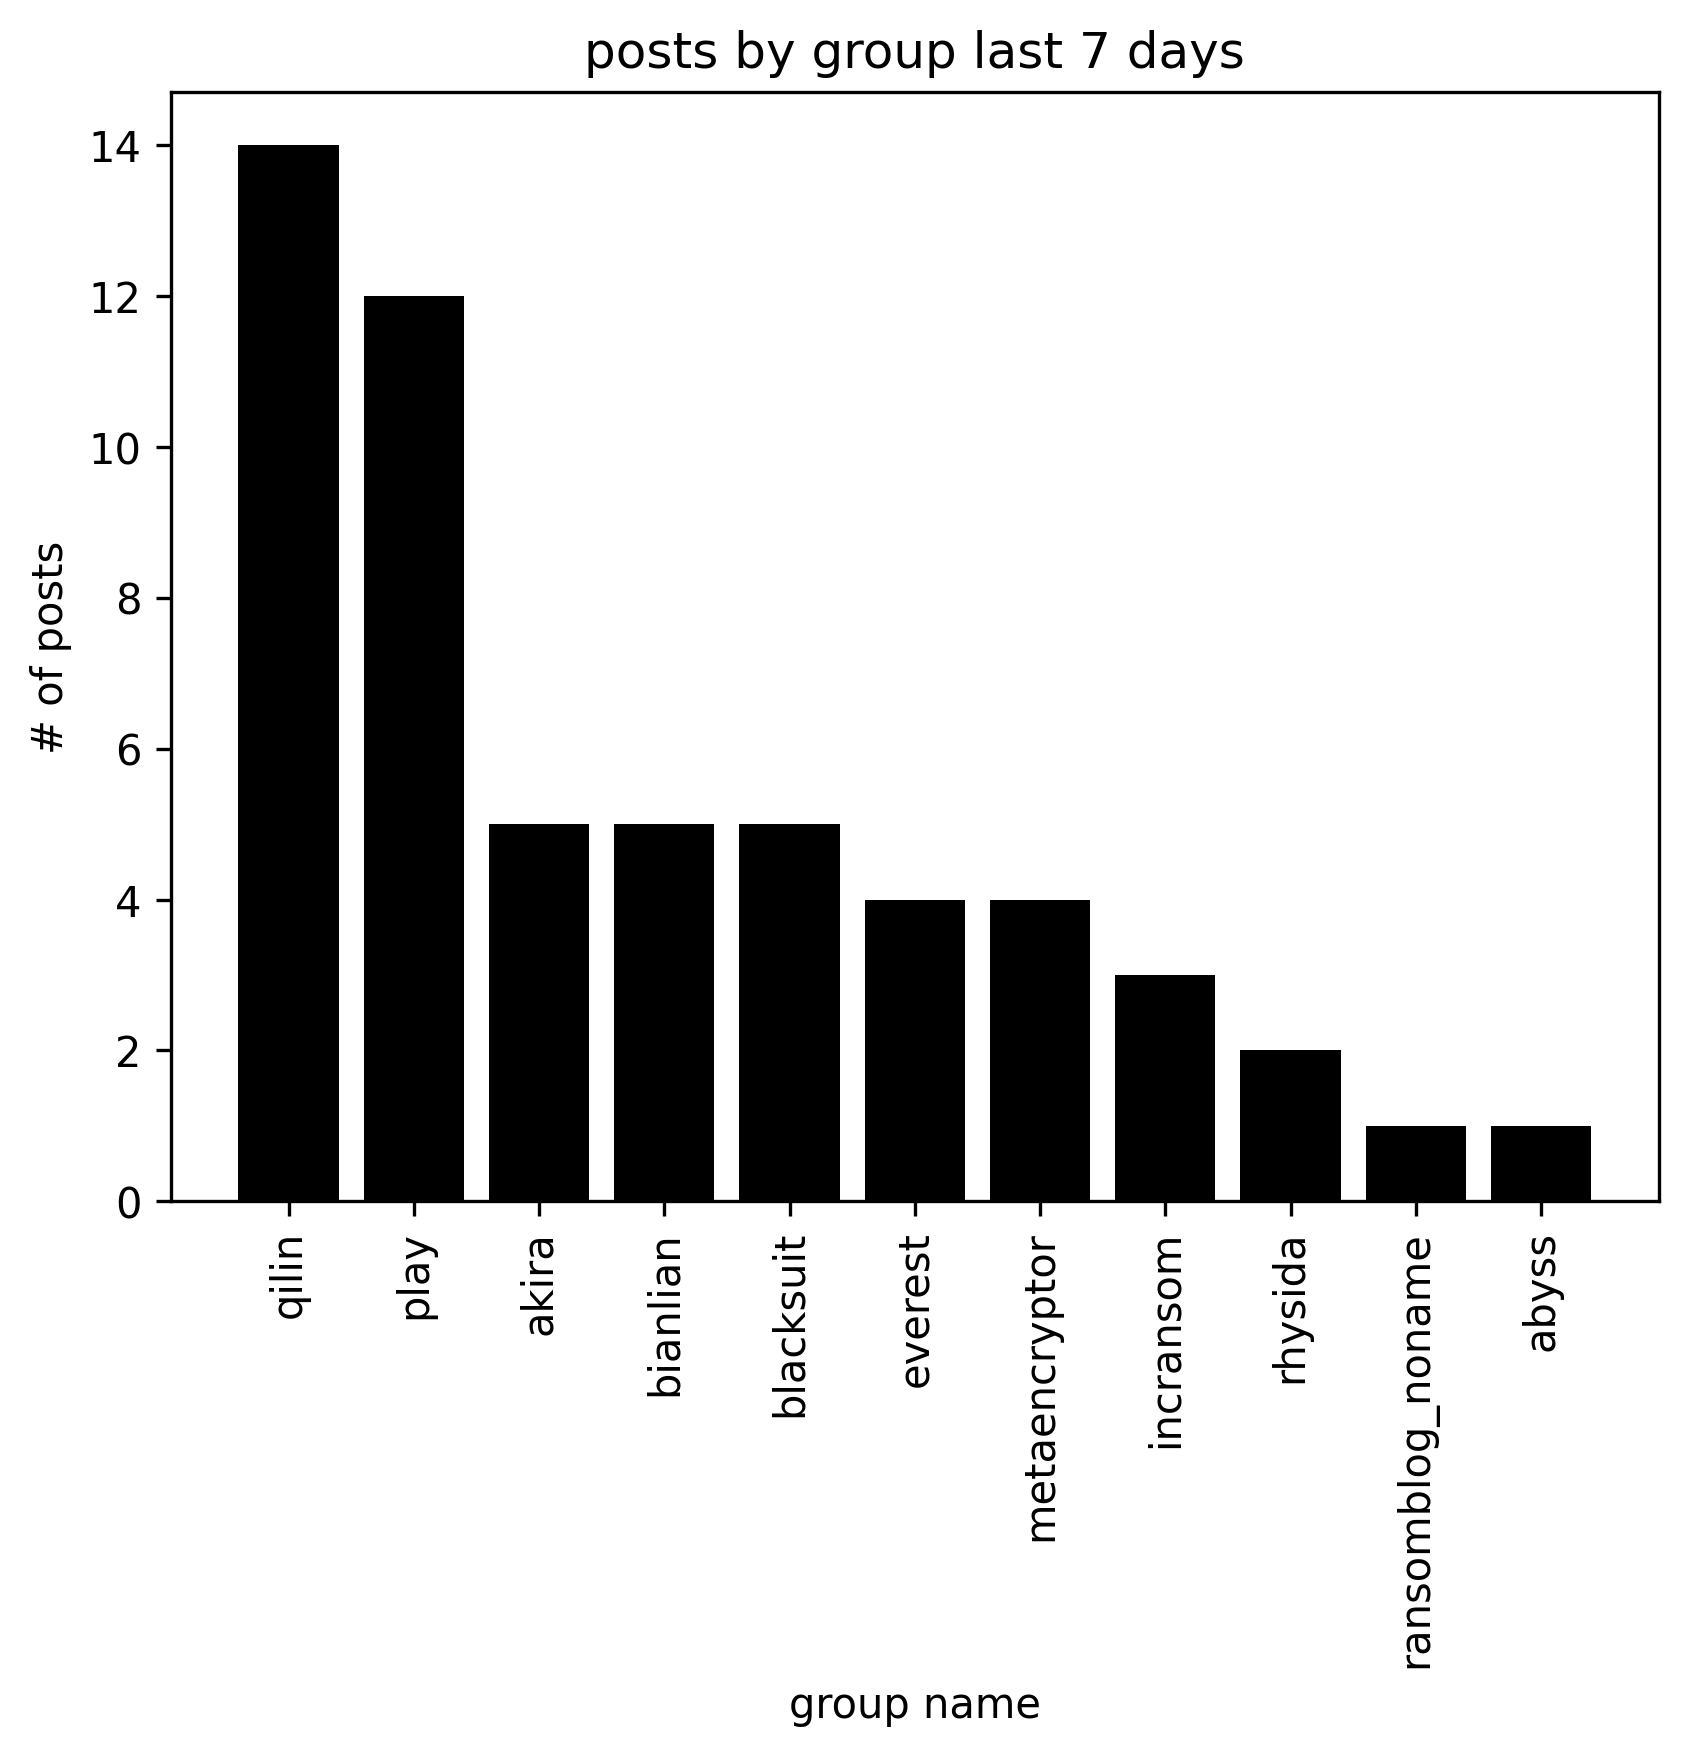 posts by group last 7 days
# of posts
14
12
10
8
6
4
2
0
qilin
play
akira
bianlian
blacksuit
everest
metaencryptor
incransom
rhysida
ransomblog_noname
abyss
group name